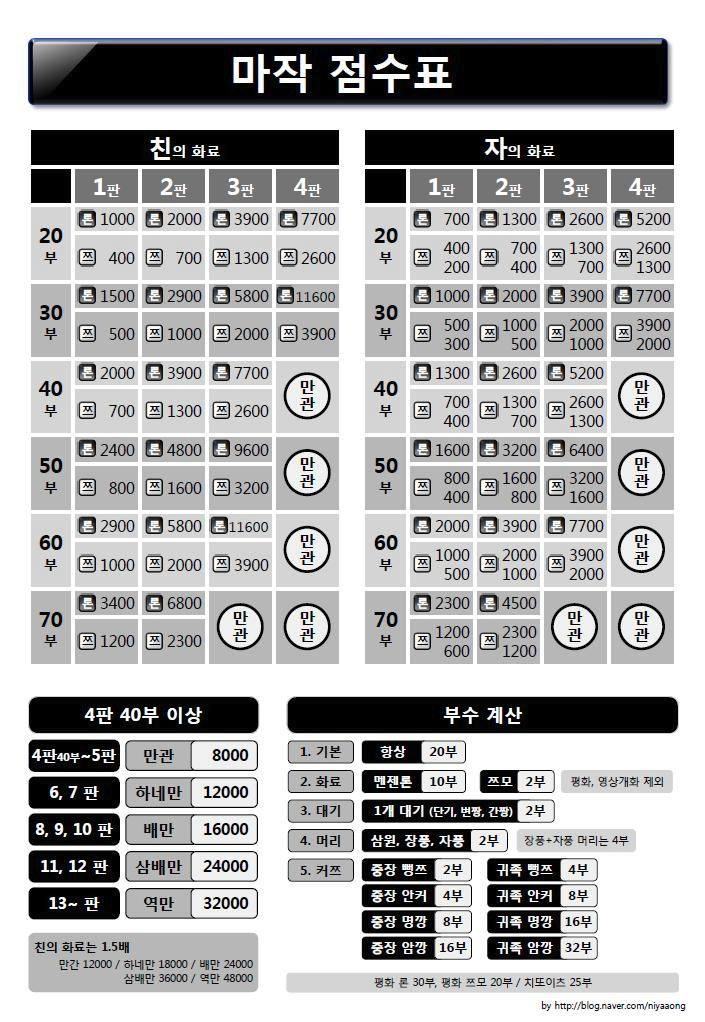 마작 점수표
친의 화료
1판 2판 3판 4판
20부
론 1000 론 2000 론 3900 론 7700
쯔 400 쯔 700 쯔 1300 쯔 2600
30부
론 1500 론 2900 론 5800 론 11600
쯔 500 쯔 1000 쯔 2000 쯔 3900
40부
론 2000 론 3900 론 7700 만관
쯔 700 쯔 1300 쯔 2600
50부
론 2400 론 4800 론 9600 만관
쯔 800 쯔 1600 쯔 3200
60부
론 2900 론 5800 론 11600 만관
쯔 1000 쯔 2000 쯔 3900
70부
론 3400 론 6800 만관 만관
쯔 1200 쯔 2300
자의 화료
1판 2판 3판 4판
20부
론 700 론 1300 론 2600 론 5200
쯔 400 200 쯔 700 400 쯔 1300 700 쯔 2600 1300
30부
론 1000 론 2000 론 3900 론 7700
쯔 500 300 쯔 1000 500 쯔 2000 1000 쯔 3900 2000
40부
론 1300 론 2600 론 5200 만관
쯔 700 400 쯔 1300 700 쯔 2600 1300
50부
론 1600 론 3200 론 6400 만관
쯔 800 400 쯔 1600 800 쯔 3200 1600
60부
론 2000 론 3900 론 7700 만관
쯔 1000 500 쯔 2000 1000 쯔 3900 2000
70부
론 2300 론 4500 만관 만관
쯔 1200 600 쯔 2300 1200
4판 40부 이상
4판40부~5판 만관 8000
6, 7 판 하네만 12000
8, 9, 10 판 배만 16000
11, 12 판 삼배만 24000
13~ 판 역만 32000
친의 화료는 1.5배
만간 12000 / 하네만 18000 / 배만 24000
삼배만 36000 / 역만 48000
부수 계산
1. 기본 항상 20부
2. 화료 멘젠론 10부 쯔모 2부 평화, 영상개화 제외
3. 대기 1개 대기 (단기, 변짱, 간짱) 2부
4. 머리 삼원, 장풍, 자풍 2부 장풍+자풍 머리는 4부
5. 커쯔 중장 뻥쯔 2부 귀족 뻥쯔 4부
중장 안커 4부 귀족 안커 8부
중장 명깡 8부 귀족 명깡 16부
중장 암깡 16부 귀족 암깡 32부
평화 론 30부, 평화 쯔모 20부 / 치또이츠 25부
by http://blog.naver.com/niyaaong